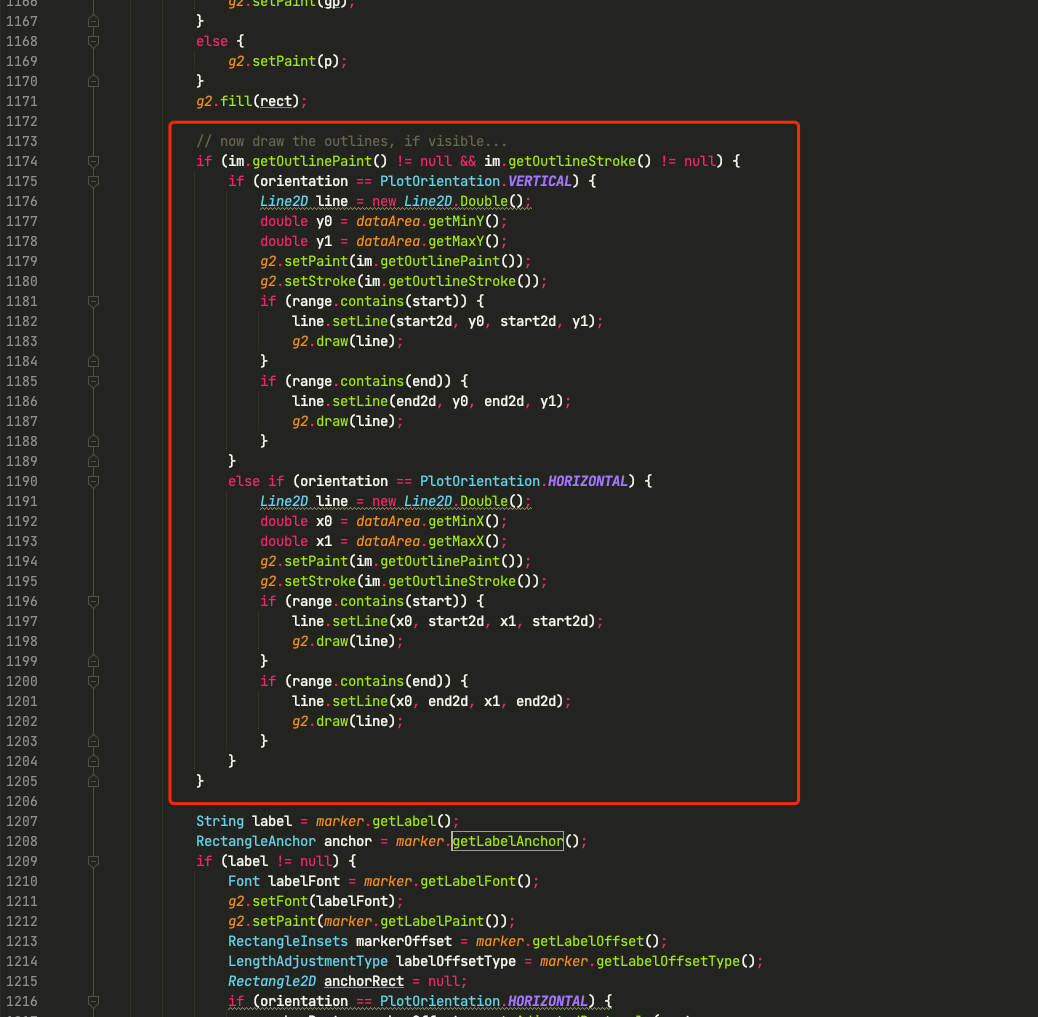 1166 g2.setPaint(gp);
1167 }
1168 else {
1169 g2.setPaint(p);
1170 }
1171 g2.fill(rect);
1172
1173 // now draw the outlines, if visible...
1174 if (im.getOutlinePaint() != null && im.getOutlineStroke() != null) {
1175 if (orientation == PlotOrientation.VERTICAL) {
1176 Line2D line = new Line2D.Double();
1177 double y0 = dataArea.getMinY();
1178 double y1 = dataArea.getMaxY();
1179 g2.setPaint(im.getOutlinePaint());
1180 g2.setStroke(im.getOutlineStroke());
1181 if (range.contains(start)) {
1182 line.setLine(start2d, y0, start2d, y1);
1183 g2.draw(line);
1184 }
1185 if (range.contains(end)) {
1186 line.setLine(end2d, y0, end2d, y1);
1187 g2.draw(line);
1188 }
1189 }
1190 else if (orientation == PlotOrientation.HORIZONTAL) {
1191 Line2D line = new Line2D.Double();
1192 double x0 = dataArea.getMinX();
1193 double x1 = dataArea.getMaxX();
1194 g2.setPaint(im.getOutlinePaint());
1195 g2.setStroke(im.getOutlineStroke());
1196 if (range.contains(start)) {
1197 line.setLine(x0, start2d, x1, start2d);
1198 g2.draw(line);
1199 }
1200 if (range.contains(end)) {
1201 line.setLine(x0, end2d, x1, end2d);
1202 g2.draw(line);
1203 }
1204 }
1205 }
1206
1207 String label = marker.getLabel();
1208 RectangleAnchor anchor = marker.getLabelAnchor();
1209 if (label != null) {
1210 Font labelFont = marker.getLabelFont();
1211 g2.setFont(labelFont);
1212 g2.setPaint(marker.getLabelPaint());
1213 RectangleInsets markerOffset = marker.getLabelOffset();
1214 LengthAdjustmentType labelOffsetType = marker.getLabelOffsetType();
1215 Rectangle2D anchorRect = null;
1216 if (orientation == PlotOrientation.HORIZONTAL) {